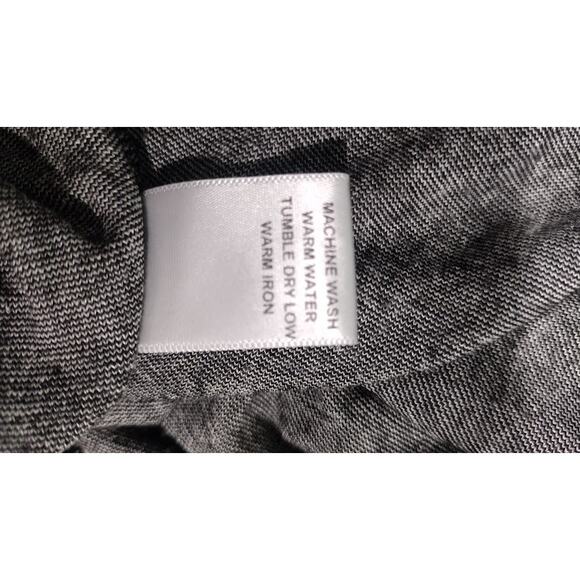 MACHINE WASH
WARM WATER
TUMBLE DRY LOW
WARM IRON